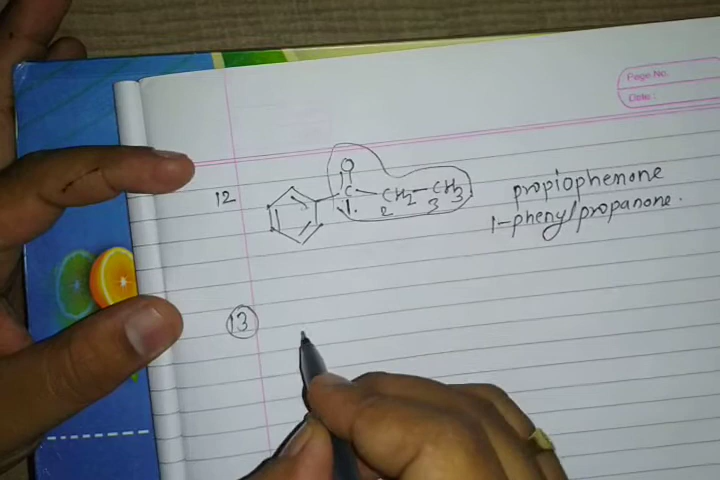 Page No.
Date :
12
O
C - CH2 - CH3
1. 2 3
propiophenone
1-phenylpropanone.
13